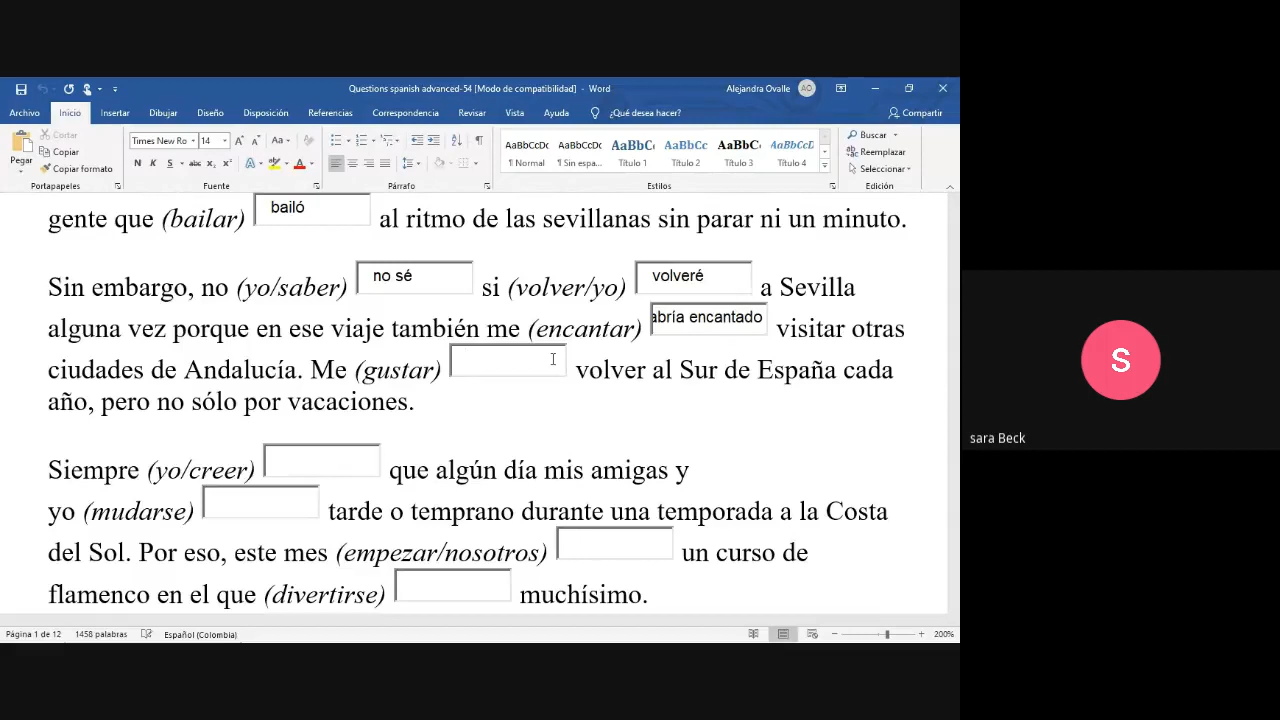 Questions spanish advanced-54 [Modo de compatibilidad] - Word
Alejandra Ovalle AO
Archivo Inicio Insertar Dibujar Diseño Disposición Referencias Correspondencia Revisar Vista Ayuda ¿Qué desea hacer? Compartir
Pegar
Cortar
Copiar
Copiar formato
Portapapeles
Times New Ro 14
Fuente
Párrafo
AaBbCcDc AaBbCcDc AaBbC AaBbCc AaBbC AaBbCcD
¶ Normal ¶ Sin espa... Título 1 Título 2 Título 3 Título 4
Estilos
Buscar
Reemplazar
Seleccionar
Edición
gente que (bailar) bailó al ritmo de las sevillanas sin parar ni un minuto.
Sin embargo, no (yo/saber) no sé si (volver/yo) volveré a Sevilla
alguna vez porque en ese viaje también me (encantar) abría encantado visitar otras
ciudades de Andalucía. Me (gustar) volver al Sur de España cada
año, pero no sólo por vacaciones.
Siempre (yo/creer) que algún día mis amigas y
yo (mudarse) tarde o temprano durante una temporada a la Costa
del Sol. Por eso, este mes (empezar/nosotros) un curso de
flamenco en el que (divertirse) muchísimo.
Página 1 de 12 1458 palabras Español (Colombia) 200%
S
sara Beck